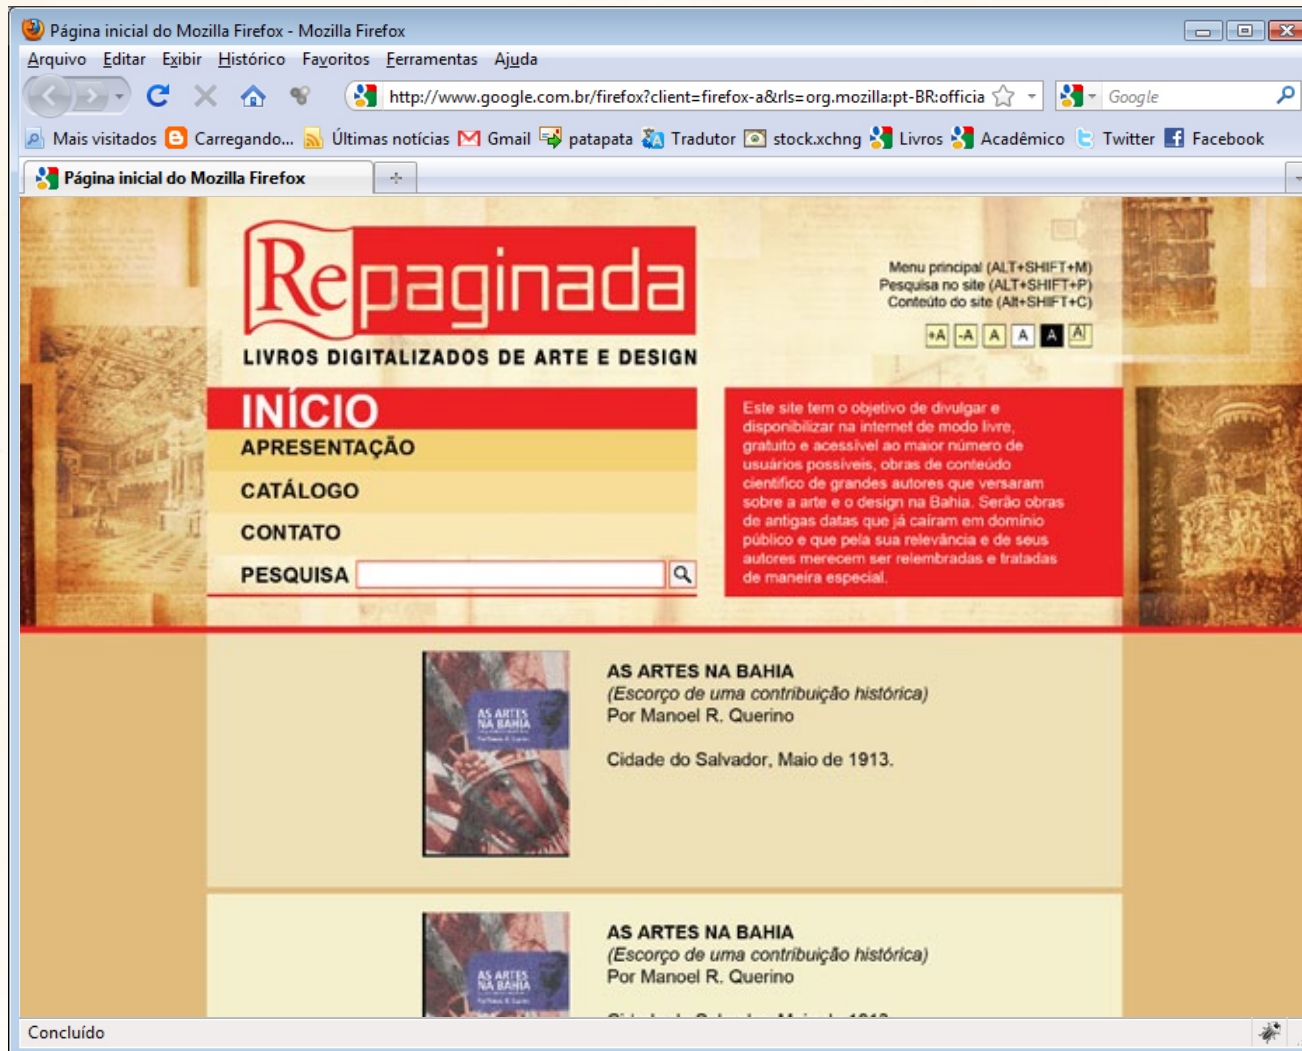 Página inicial do Mozilla Firefox - Mozilla Firefox
Arquivo Editar Exibir Histórico Favoritos Ferramentas Ajuda
http://www.google.com.br/firefox?client=firefox-a&rls=org.mozilla:pt-BR:officia
Google
Mais visitados Carregando... Últimas notícias Gmail patapata Tradutor stock.xchng Livros Acadêmico Twitter Facebook
Página inicial do Mozilla Firefox
Repaginada
LIVROS DIGITALIZADOS DE ARTE E DESIGN
Menu principal (ALT+SHIFT+M)
Pesquisa no site (ALT+SHIFT+P)
Conteúto do site (Alt+SHIFT+C)
+A -A A A A A
INÍCIO
APRESENTAÇÃO
CATÁLOGO
CONTATO
PESQUISA
Este site tem o objetivo de divulgar e
disponibilizar na internet de modo livre,
gratuito e acessível ao maior número de
usuários possíveis, obras de conteúdo
científico de grandes autores que versaram
sobre a arte e o design na Bahia. Serão obras
de antigas datas que já caíram em domínio
público e que pela sua relevância e de seus
autores merecem ser relembradas e tratadas
de maneira especial.
AS ARTES
NA BAHIA
AS ARTES NA BAHIA
(Escorço de uma contribuição histórica)
Por Manoel R. Querino
Cidade do Salvador, Maio de 1913.
AS ARTES
NA BAHIA
AS ARTES NA BAHIA
(Escorço de uma contribuição histórica)
Por Manoel R. Querino
Concluído